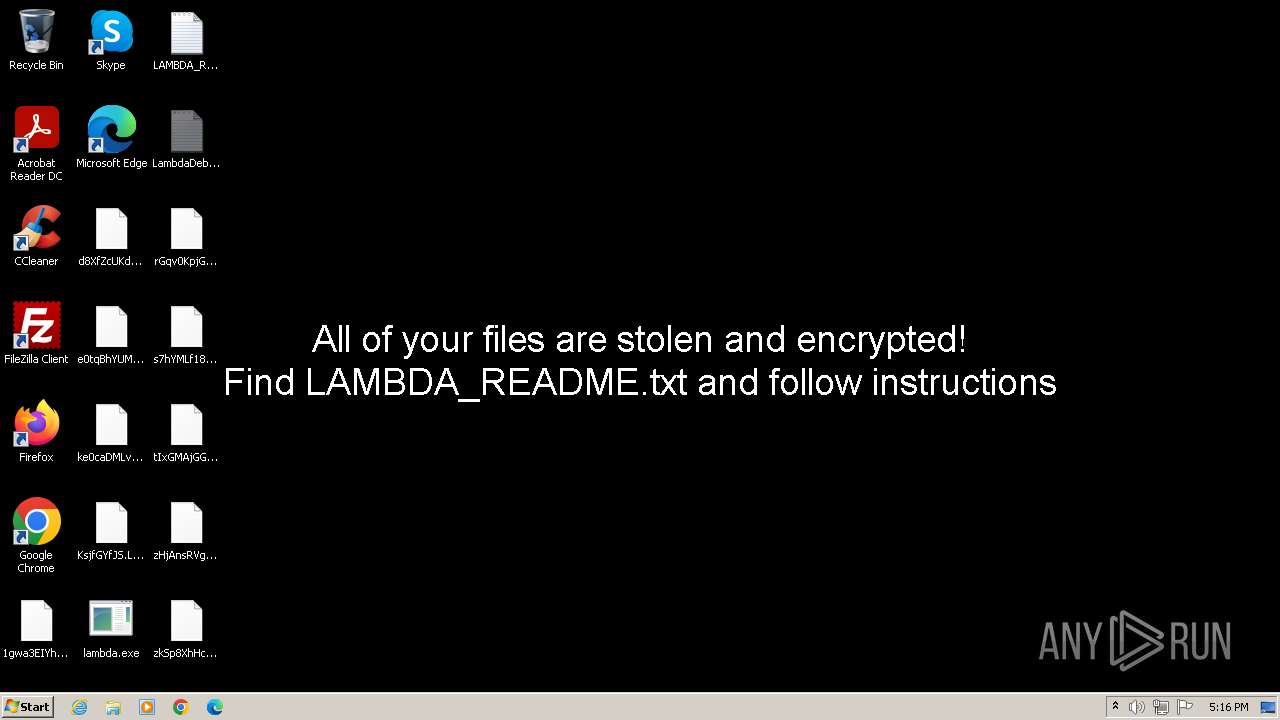 Recycle Bin
Skype
LAMBDA_R...
Acrobat
Reader DC
Microsoft Edge
LambdaDeb...
CCleaner
d8XfZcUKd...
rGqv0KpjG...
FileZilla Client
e0tqBhYUM...
s7hYMLf18...
All of your files are stolen and encrypted!
Find LAMBDA_README.txt and follow instructions
Firefox
ke0caDMLv...
tIxGMAjGG...
Google
Chrome
KsjfGYfJS.L...
zHjAnsRVg...
1gwa3EIYh...
lambda.exe
zkSp8XhHc...
ANY RUN
Start
5:16 PM